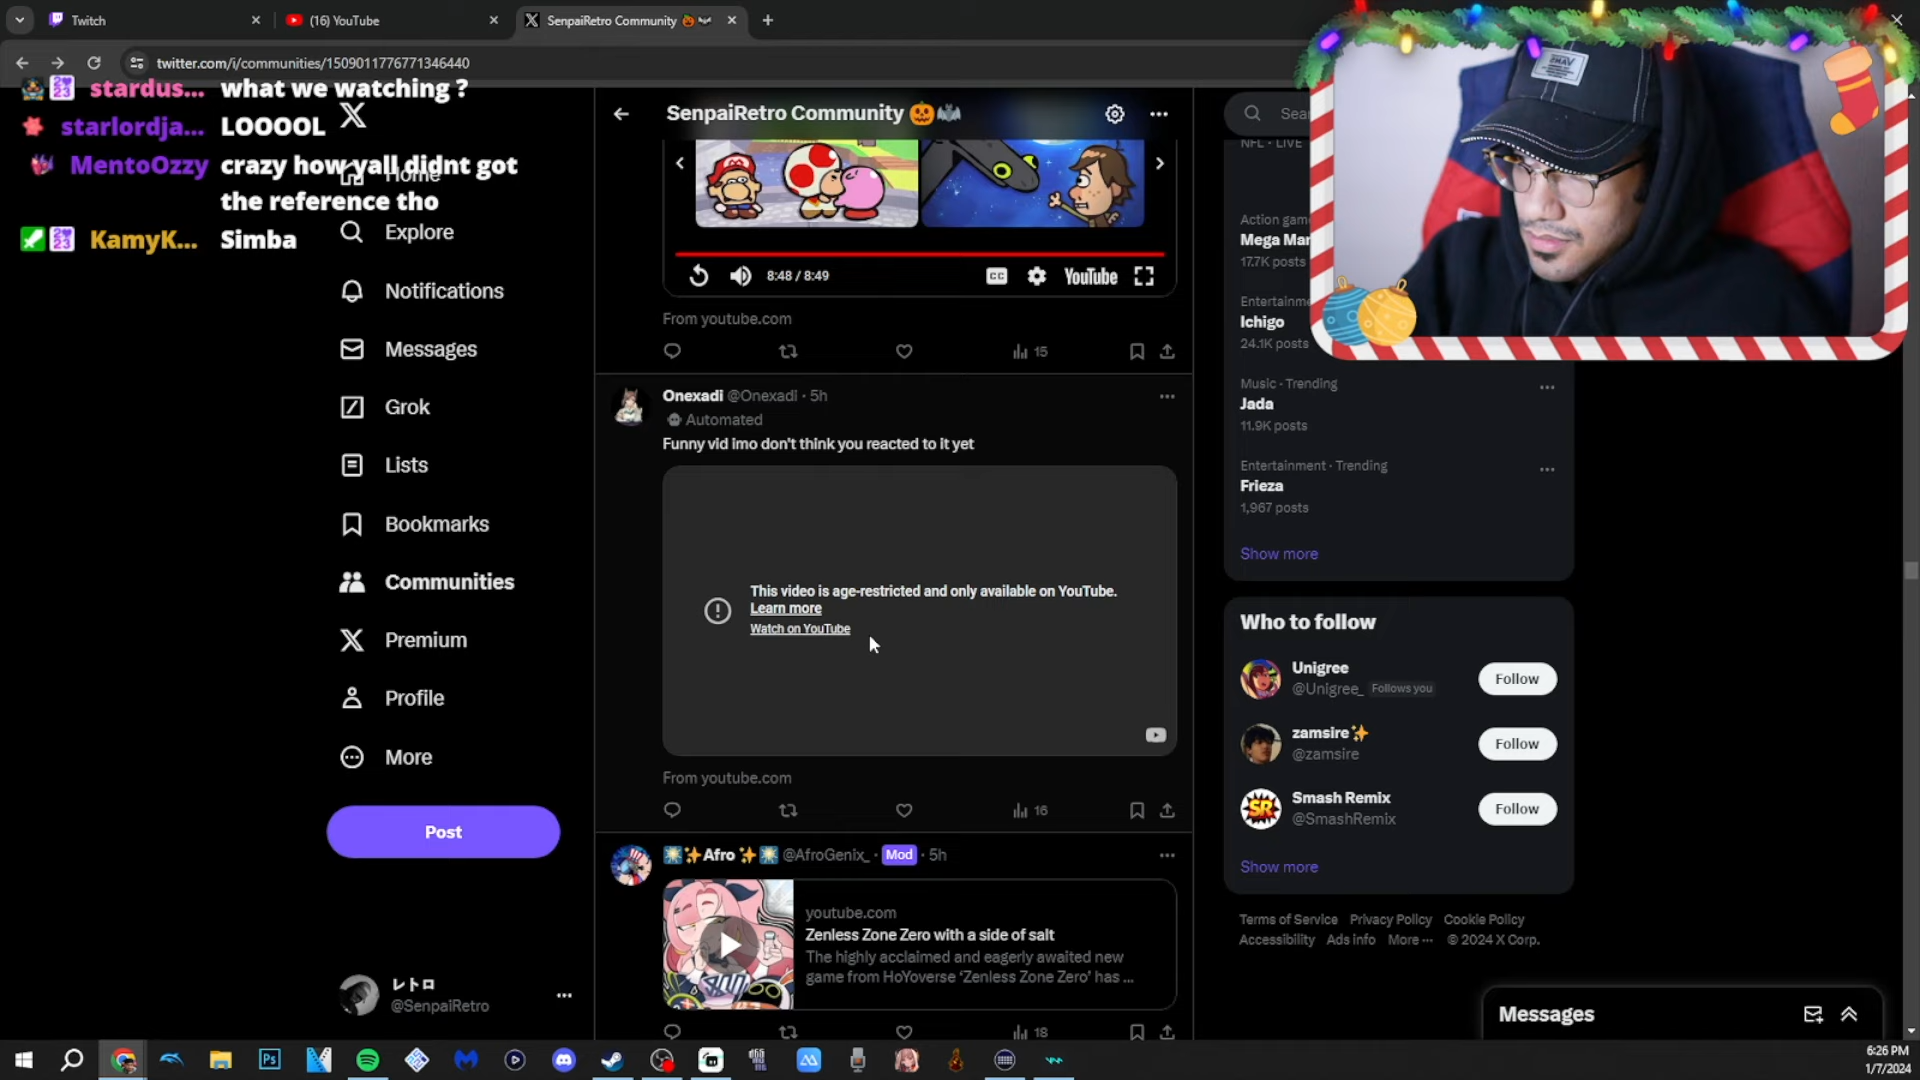 Twitch
(16) YouTube
SenpaiRetro Community 🎃🦇
twitter.com/i/communities/1509011776771346440
stardus... what we watching ?
starlordja... LOOOOL
MentoOzzy crazy how yall didnt got
the reference tho
KamyK... Simba
Home
Explore
Notifications
Messages
Grok
Lists
Bookmarks
Communities
Premium
Profile
More
Post
レトロ
@SenpaiRetro
SenpaiRetro Community 🎃🦇
8:48 / 8:49
CC
YouTube
From youtube.com
15
Onexadi @Onexadi · 5h
Automated
Funny vid imo don't think you reacted to it yet
This video is age-restricted and only available on YouTube.
Learn more
Watch on YouTube
From youtube.com
16
🎇✨Afro ✨🎇 @AfroGenix_ · Mod · 5h
youtube.com
Zenless Zone Zero with a side of salt
The highly acclaimed and eagerly awaited new
game from HoYoverse ‘Zenless Zone Zero’ has ...
18
Sea
NFL · LIVE
Action gam
Mega Mar
17.7K posts
Entertainme
Ichigo
24.1K posts
Music · Trending
Jada
11.9K posts
Entertainment · Trending
Frieza
1,967 posts
Show more
Who to follow
Unigree
@Unigree_ Follows you
Follow
zamsire✨
@zamsire
Follow
Smash Remix
@SmashRemix
Follow
SR
Show more
Terms of Service Privacy Policy Cookie Policy
Accessibility Ads info More ··· © 2024 X Corp.
Messages
VANS
Ps
6:26 PM
1/7/2024